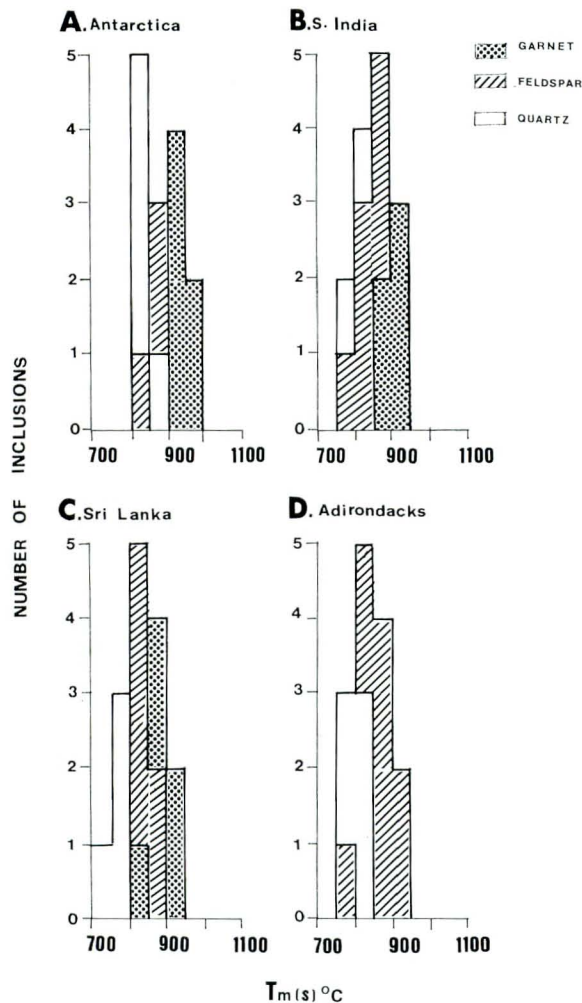 A. Antarctica
5
4
3
2
1
0
700 900 1100
B. S. India
5
4
3
2
1
0
700 900 1100
GARNET
FELDSPAR
QUARTZ
NUMBER OF INCLUSIONS
C. Sri Lanka
5
4
3
2
1
0
700 900 1100
D. Adirondacks
5
4
3
2
1
0
700 900 1100
Tm(s) °C